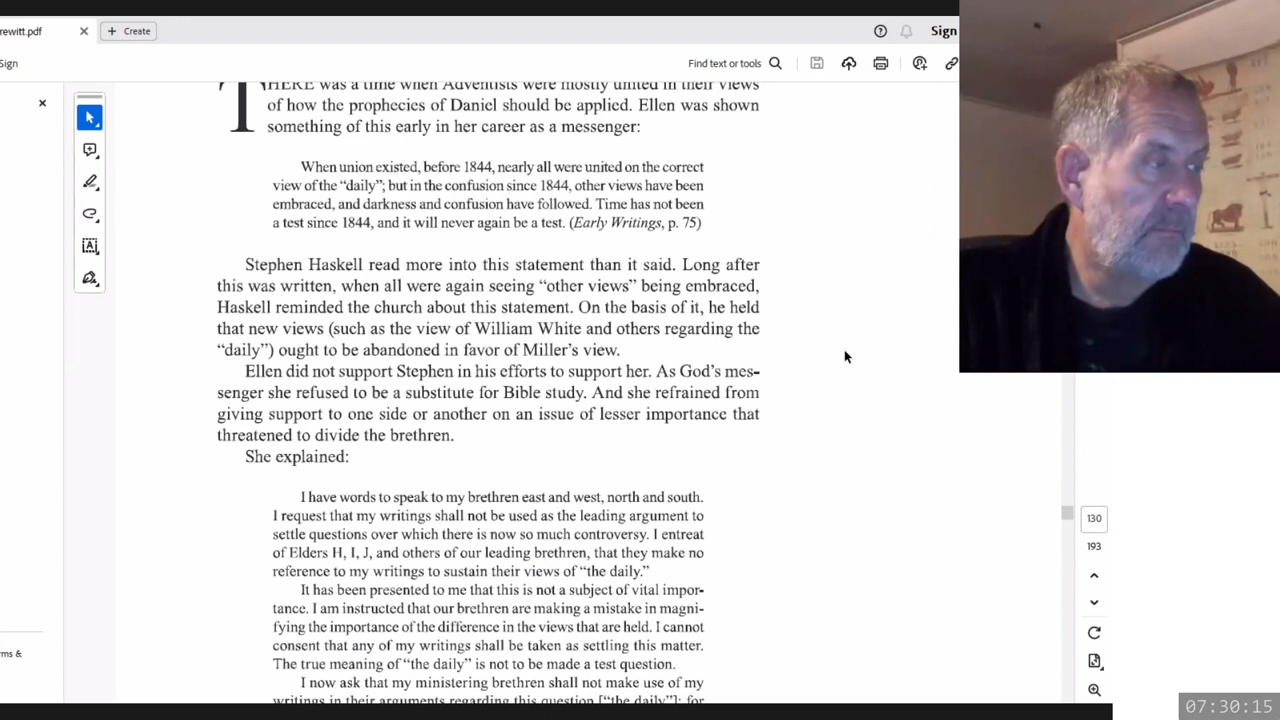 rewitt.pdf
Create
Sign
Sign
Find text or tools
THERE was a time when Adventists were mostly united in their views
of how the prophecies of Daniel should be applied. Ellen was shown
something of this early in her career as a messenger:
When union existed, before 1844, nearly all were united on the correct
view of the “daily”; but in the confusion since 1844, other views have been
embraced, and darkness and confusion have followed. Time has not been
a test since 1844, and it will never again be a test. (Early Writings, p. 75)
Stephen Haskell read more into this statement than it said. Long after
this was written, when all were again seeing “other views” being embraced,
Haskell reminded the church about this statement. On the basis of it, he held
that new views (such as the view of William White and others regarding the
“daily”) ought to be abandoned in favor of Miller’s view.
Ellen did not support Stephen in his efforts to support her. As God’s mes-
senger she refused to be a substitute for Bible study. And she refrained from
giving support to one side or another on an issue of lesser importance that
threatened to divide the brethren.
She explained:
I have words to speak to my brethren east and west, north and south.
I request that my writings shall not be used as the leading argument to
settle questions over which there is now so much controversy. I entreat
of Elders H, I, J, and others of our leading brethren, that they make no
reference to my writings to sustain their views of “the daily.”
It has been presented to me that this is not a subject of vital impor-
tance. I am instructed that our brethren are making a mistake in magni-
fying the importance of the difference in the views that are held. I cannot
consent that any of my writings shall be taken as settling this matter.
The true meaning of “the daily” is not to be made a test question.
I now ask that my ministering brethren shall not make use of my
writings in their arguments regarding this question [“the daily”]; for
130
193
rms &
07:30:15